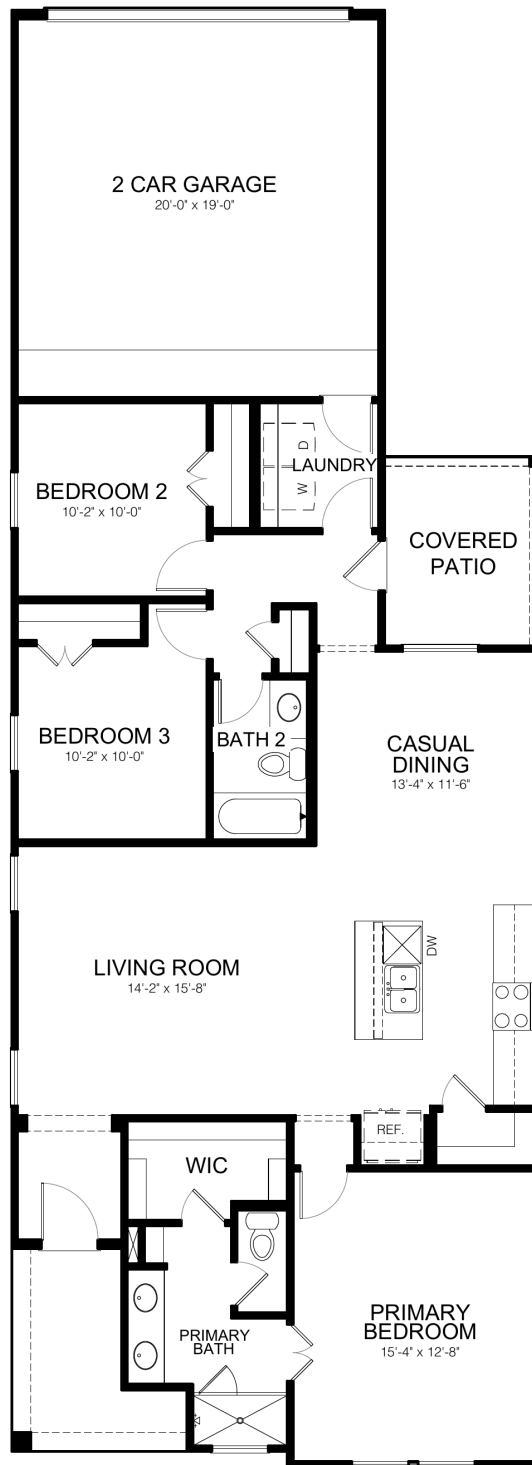 2 CAR GARAGE
20'-0" x 19'-0"
D
LAUNDRY
W
BEDROOM 2
10'-2" x 10'-0"
COVERED
PATIO
BEDROOM 3
10'-2" x 10'-0"
BATH 2
CASUAL
DINING
13'-4" x 11'-6"
DW
LIVING ROOM
14'-2" x 15'-8"
REF.
WIC
PRIMARY
BATH
PRIMARY
BEDROOM
15'-4" x 12'-8"